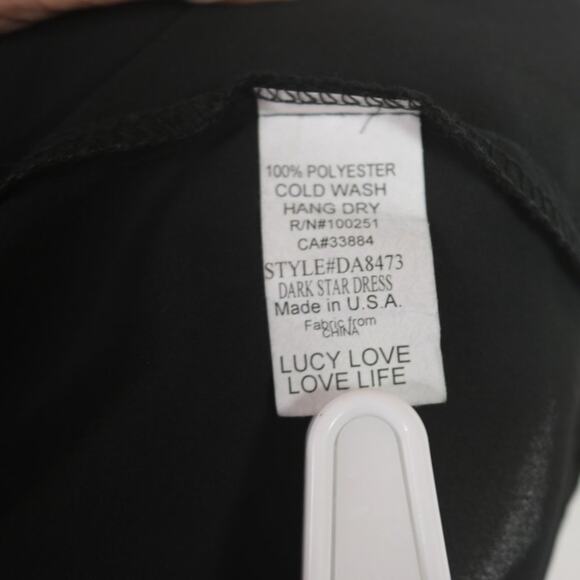 100% POLYESTER
COLD WASH
HANG DRY
R/N#100251
CA#33884
STYLE#DA8473
DARK STAR DRESS
Made in U.S.A.
Fabric from
CHINA
LUCY LOVE
LOVE LIFE